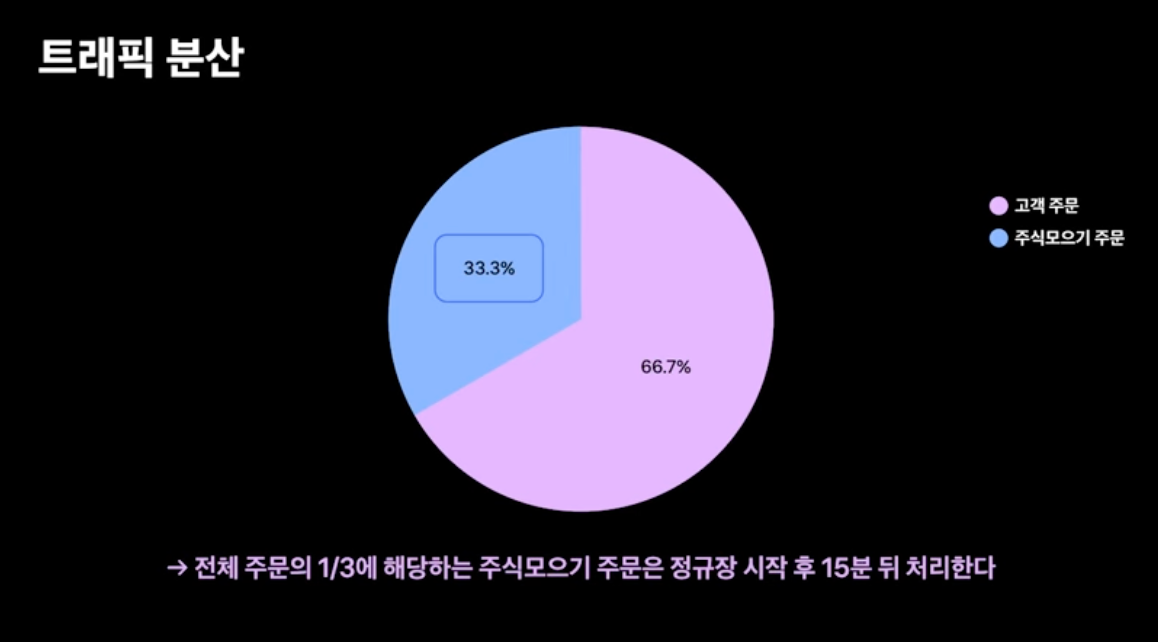 트래픽 분산
고객 주문
주식모으기 주문
33.3%
66.7%
→ 전체 주문의 1/3에 해당하는 주식모으기 주문은 정규장 시작 후 15분 뒤 처리한다